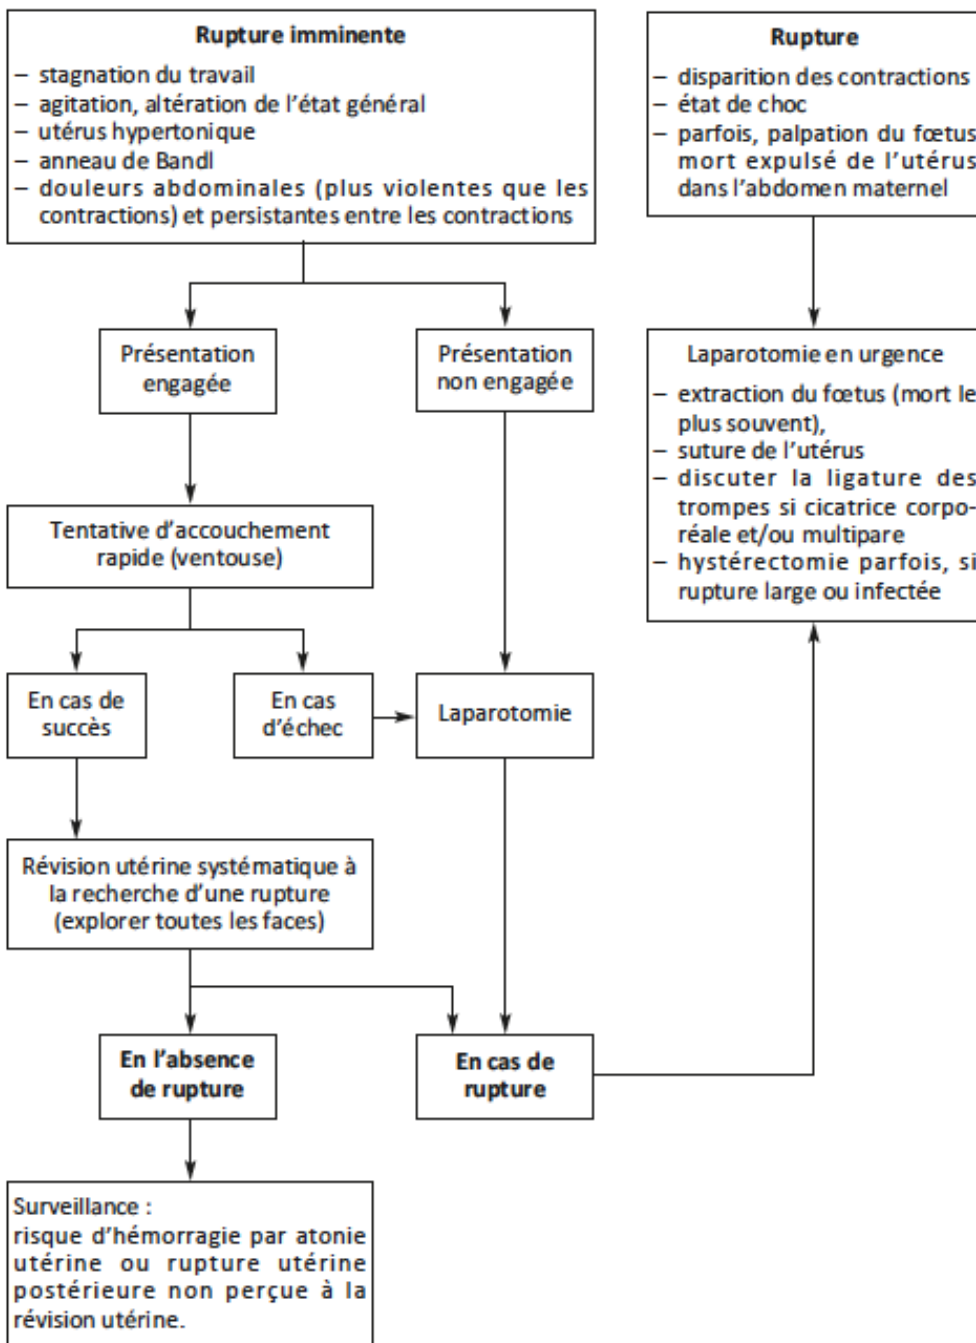 Rupture imminente
– stagnation du travail
– agitation, altération de l'état général
– utérus hypertonique
– anneau de Bandl
– douleurs abdominales (plus violentes que les
contractions) et persistantes entre les contractions
Rupture
– disparition des contractions
– état de choc
– parfois, palpation du fœtus
mort expulsé de l'utérus
dans l'abdomen maternel
Présentation
engagée
Présentation
non engagée
Laparotomie en urgence
– extraction du fœtus (mort le
plus souvent),
– suture de l'utérus
– discuter la ligature des
trompes si cicatrice corpo-
réale et/ou multipare
– hystérectomie parfois, si
rupture large ou infectée
Tentative d'accouchement
rapide (ventouse)
En cas de
succès
En cas
d'échec
Laparotomie
Révision utérine systématique à
la recherche d'une rupture
(explorer toutes les faces)
En l'absence
de rupture
En cas de
rupture
Surveillance :
risque d'hémorragie par atonie
utérine ou rupture utérine
postérieure non perçue à la
révision utérine.